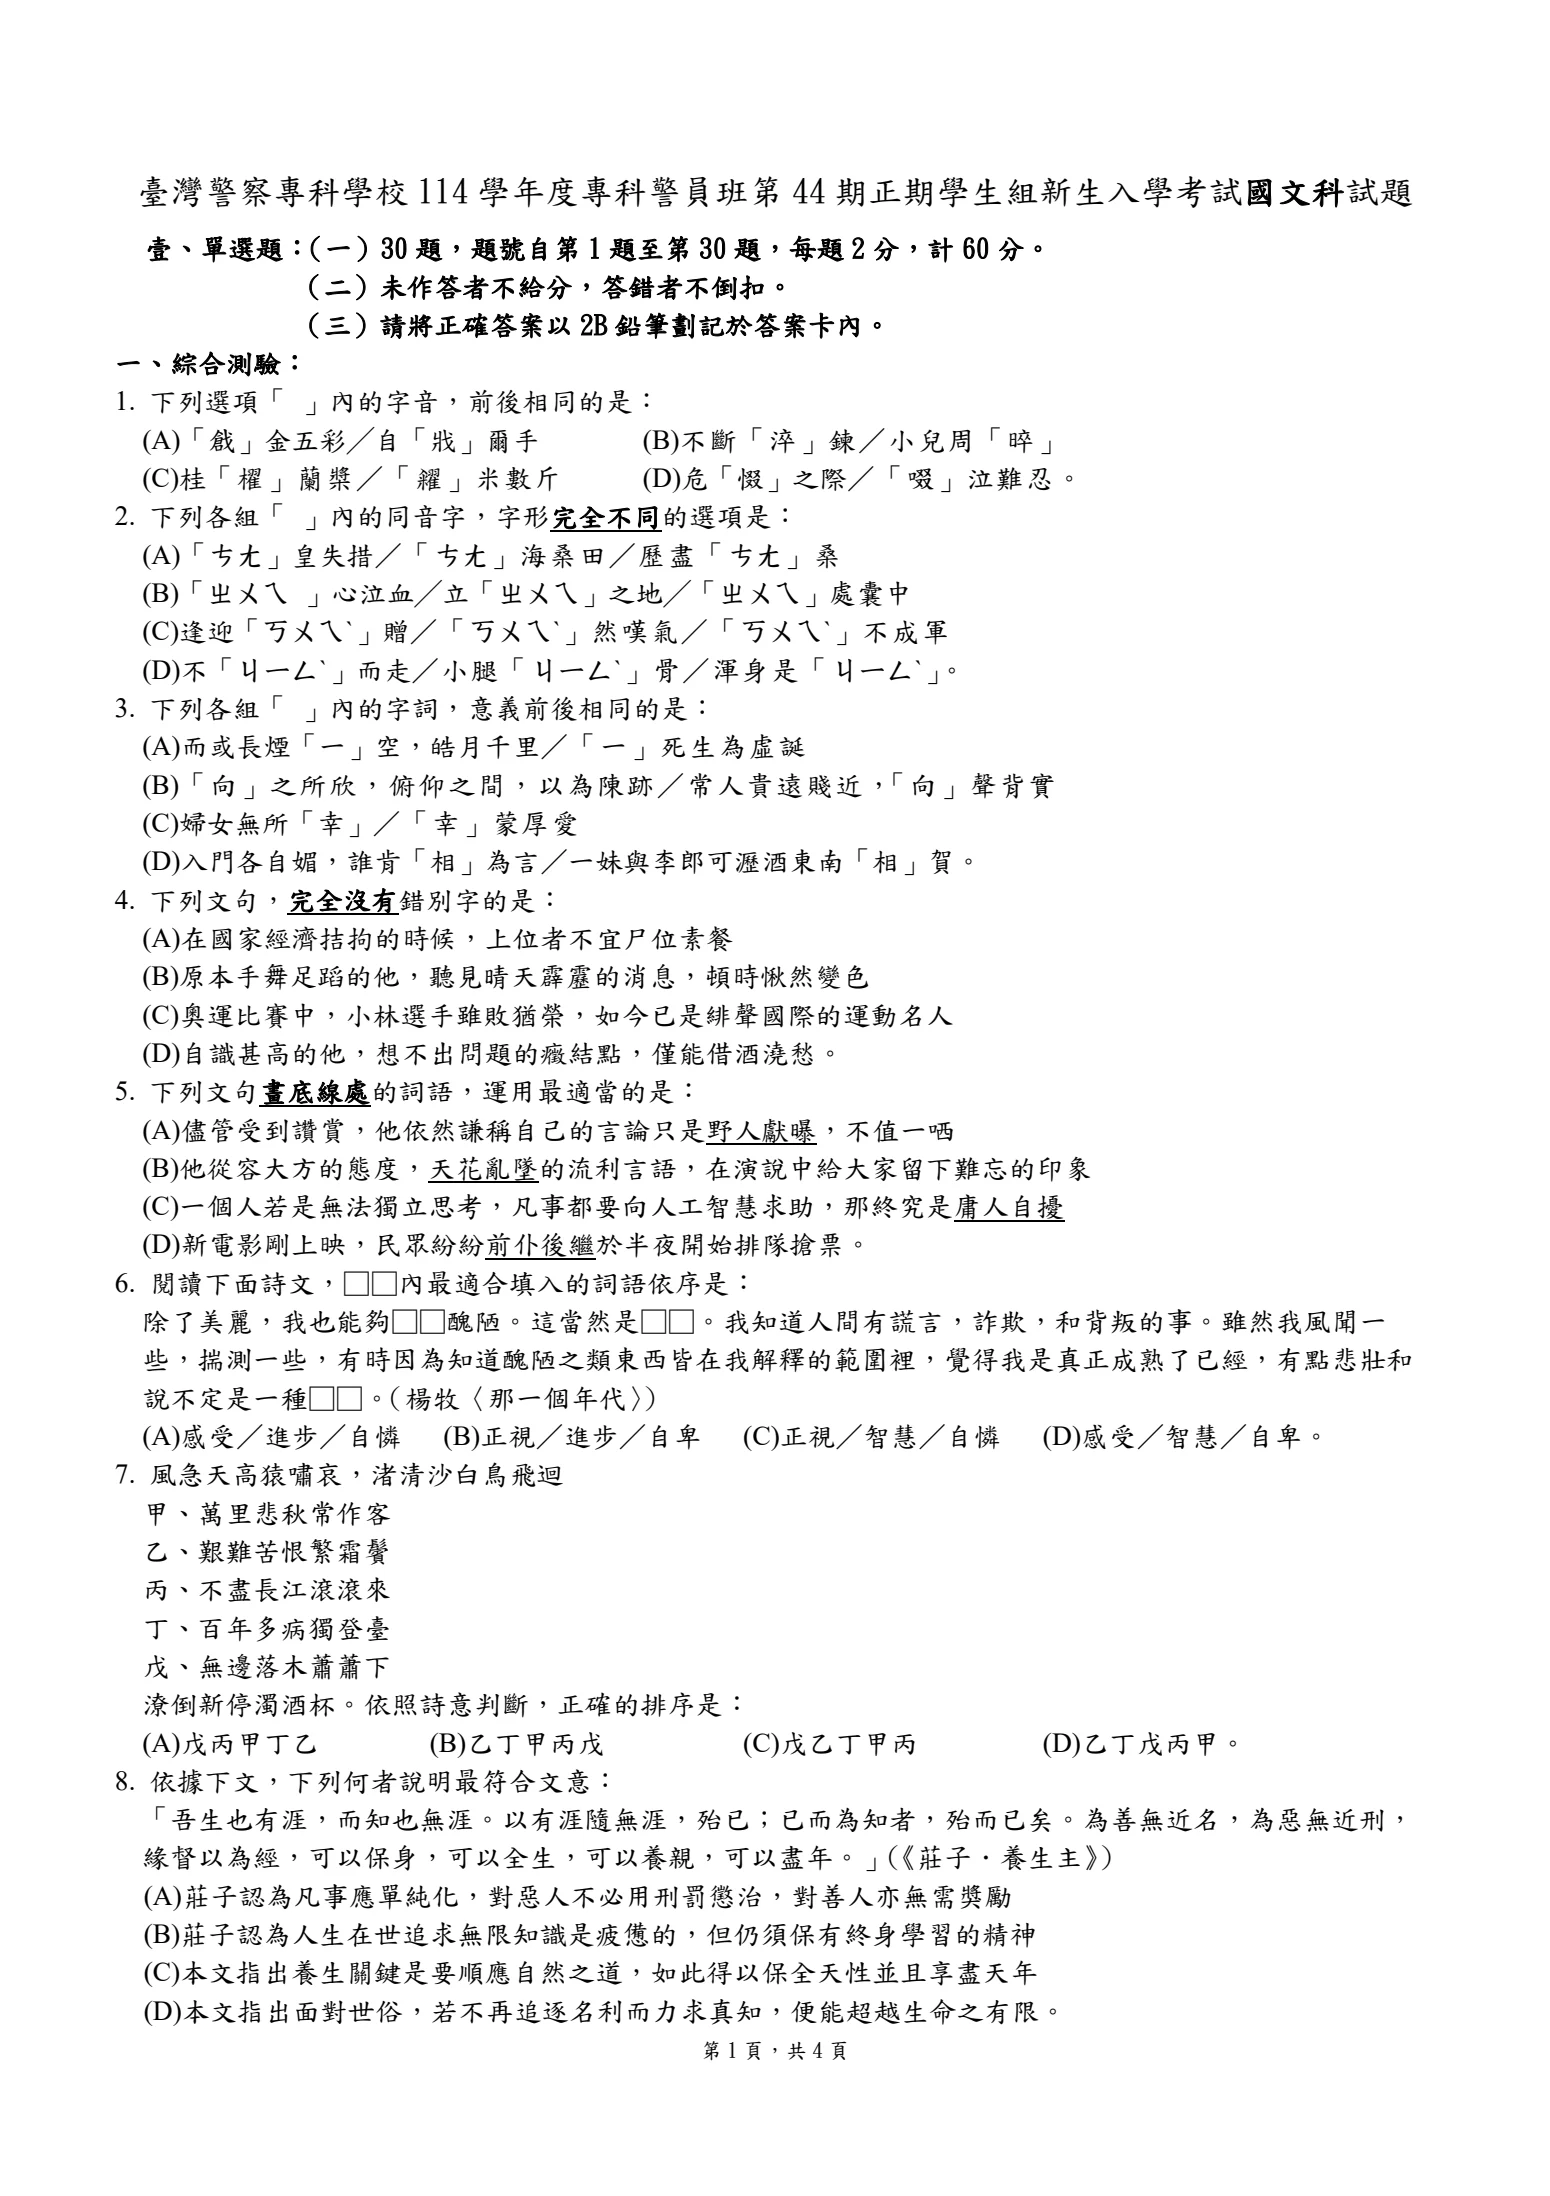 臺灣警察專科學校 114 學年度專科警員班第 44 期正期學生組新生入學考試國文科試題
壹、單選題：（一）30 題，題號自第 1 題至第 30 題，每題 2 分，計 60 分。
（二）未作答者不給分，答錯者不倒扣。
（三）請將正確答案以 2B 鉛筆劃記於答案卡內。
一、綜合測驗：
1. 下列選項「 」內的字音，前後相同的是：
(A)「戧」金五彩／自「戕」爾手 (B)不斷「淬」鍊／小兒周「晬」
(C)桂「櫂」蘭槳／「糴」米數斤 (D)危「惙」之際／「啜」泣難忍。
2. 下列各組「 」內的同音字，字形完全不同的選項是：
(A)「ㄘㄤ」皇失措／「ㄘㄤ」海桑田／歷盡「ㄘㄤ」桑
(B)「ㄓㄨㄟ 」心泣血／立「ㄓㄨㄟ」之地／「ㄓㄨㄟ」處囊中
(C)逢迎「ㄎㄨㄟˋ」贈／「ㄎㄨㄟˋ」然嘆氣／「ㄎㄨㄟˋ」不成軍
(D)不「ㄐㄧㄥˋ」而走／小腿「ㄐㄧㄥˋ」骨／渾身是「ㄐㄧㄥˋ」。
3. 下列各組「 」內的字詞，意義前後相同的是：
(A)而或長煙「一」空，皓月千里／「一」死生為虛誕
(B)「向」之所欣，俯仰之間，以為陳跡／常人貴遠賤近，「向」聲背實
(C)婦女無所「幸」／「幸」蒙厚愛
(D)入門各自媚，誰肯「相」為言／一妹與李郎可瀝酒東南「相」賀。
4. 下列文句，完全沒有錯別字的是：
(A)在國家經濟拮拘的時候，上位者不宜尸位素餐
(B)原本手舞足蹈的他，聽見晴天霹靂的消息，頓時愀然變色
(C)奧運比賽中，小林選手雖敗猶榮，如今已是緋聲國際的運動名人
(D)自識甚高的他，想不出問題的癥結點，僅能借酒澆愁。
5. 下列文句畫底線處的詞語，運用最適當的是：
(A)儘管受到讚賞，他依然謙稱自己的言論只是野人獻曝，不值一哂
(B)他從容大方的態度，天花亂墜的流利言語，在演說中給大家留下難忘的印象
(C)一個人若是無法獨立思考，凡事都要向人工智慧求助，那終究是庸人自擾
(D)新電影剛上映，民眾紛紛前仆後繼於半夜開始排隊搶票。
6. 閱讀下面詩文，□□內最適合填入的詞語依序是：
除了美麗，我也能夠□□醜陋。這當然是□□。我知道人間有謊言，詐欺，和背叛的事。雖然我風聞一
些，揣測一些，有時因為知道醜陋之類東西皆在我解釋的範圍裡，覺得我是真正成熟了已經，有點悲壯和
說不定是一種□□。（楊牧〈那一個年代〉）
(A)感受／進步／自憐 (B)正視／進步／自卑 (C)正視／智慧／自憐 (D)感受／智慧／自卑。
7. 風急天高猿嘯哀，渚清沙白鳥飛迴
甲、萬里悲秋常作客
乙、艱難苦恨繁霜鬢
丙、不盡長江滾滾來
丁、百年多病獨登臺
戊、無邊落木蕭蕭下
潦倒新停濁酒杯。依照詩意判斷，正確的排序是：
(A)戊丙甲丁乙 (B)乙丁甲丙戊 (C)戊乙丁甲丙 (D)乙丁戊丙甲。
8. 依據下文，下列何者說明最符合文意：
「吾生也有涯，而知也無涯。以有涯隨無涯，殆已；已而為知者，殆而已矣。為善無近名，為惡無近刑，
緣督以為經，可以保身，可以全生，可以養親，可以盡年。」（《莊子．養生主》）
(A)莊子認為凡事應單純化，對惡人不必用刑罰懲治，對善人亦無需獎勵
(B)莊子認為人生在世追求無限知識是疲憊的，但仍須保有終身學習的精神
(C)本文指出養生關鍵是要順應自然之道，如此得以保全天性並且享盡天年
(D)本文指出面對世俗，若不再追逐名利而力求真知，便能超越生命之有限。
第 1 頁，共 4 頁